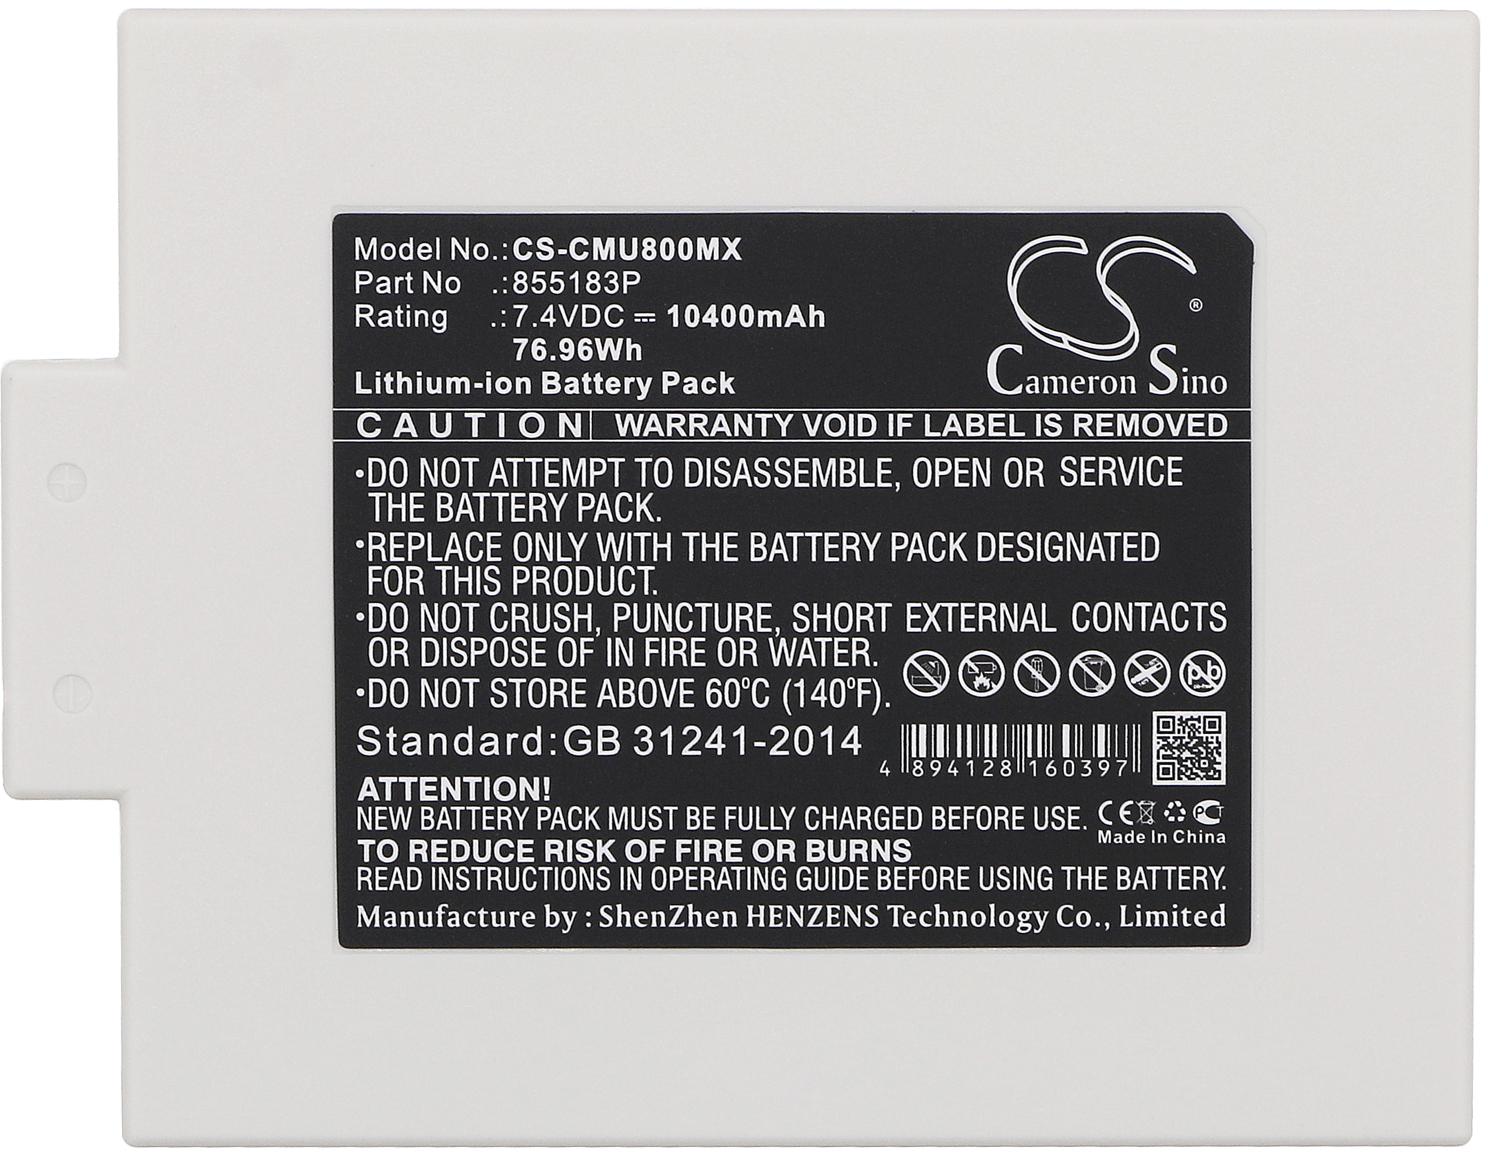 Model No.:CS-CMU800MX
Part No .:855183P
Rating .:7.4VDC ⎓ 10400mAh
76.96Wh
Lithium-ion Battery Pack
®
Cameron Sino
CAUTION WARRANTY VOID IF LABEL IS REMOVED
•DO NOT ATTEMPT TO DISASSEMBLE, OPEN OR SERVICE
THE BATTERY PACK.
•REPLACE ONLY WITH THE BATTERY PACK DESIGNATED
FOR THIS PRODUCT.
•DO NOT CRUSH, PUNCTURE, SHORT EXTERNAL CONTACTS
OR DISPOSE OF IN FIRE OR WATER.
•DO NOT STORE ABOVE 60ºC (140ºF).
Pb
Standard:GB 31241-2014
4 894128 160397
ATTENTION!
NEW BATTERY PACK MUST BE FULLY CHARGED BEFORE USE.
CE PCT
Made In China
TO REDUCE RISK OF FIRE OR BURNS
READ INSTRUCTIONS IN OPERATING GUIDE BEFORE USING THE BATTERY.
Manufacture by : ShenZhen HENZENS Technology Co., Limited